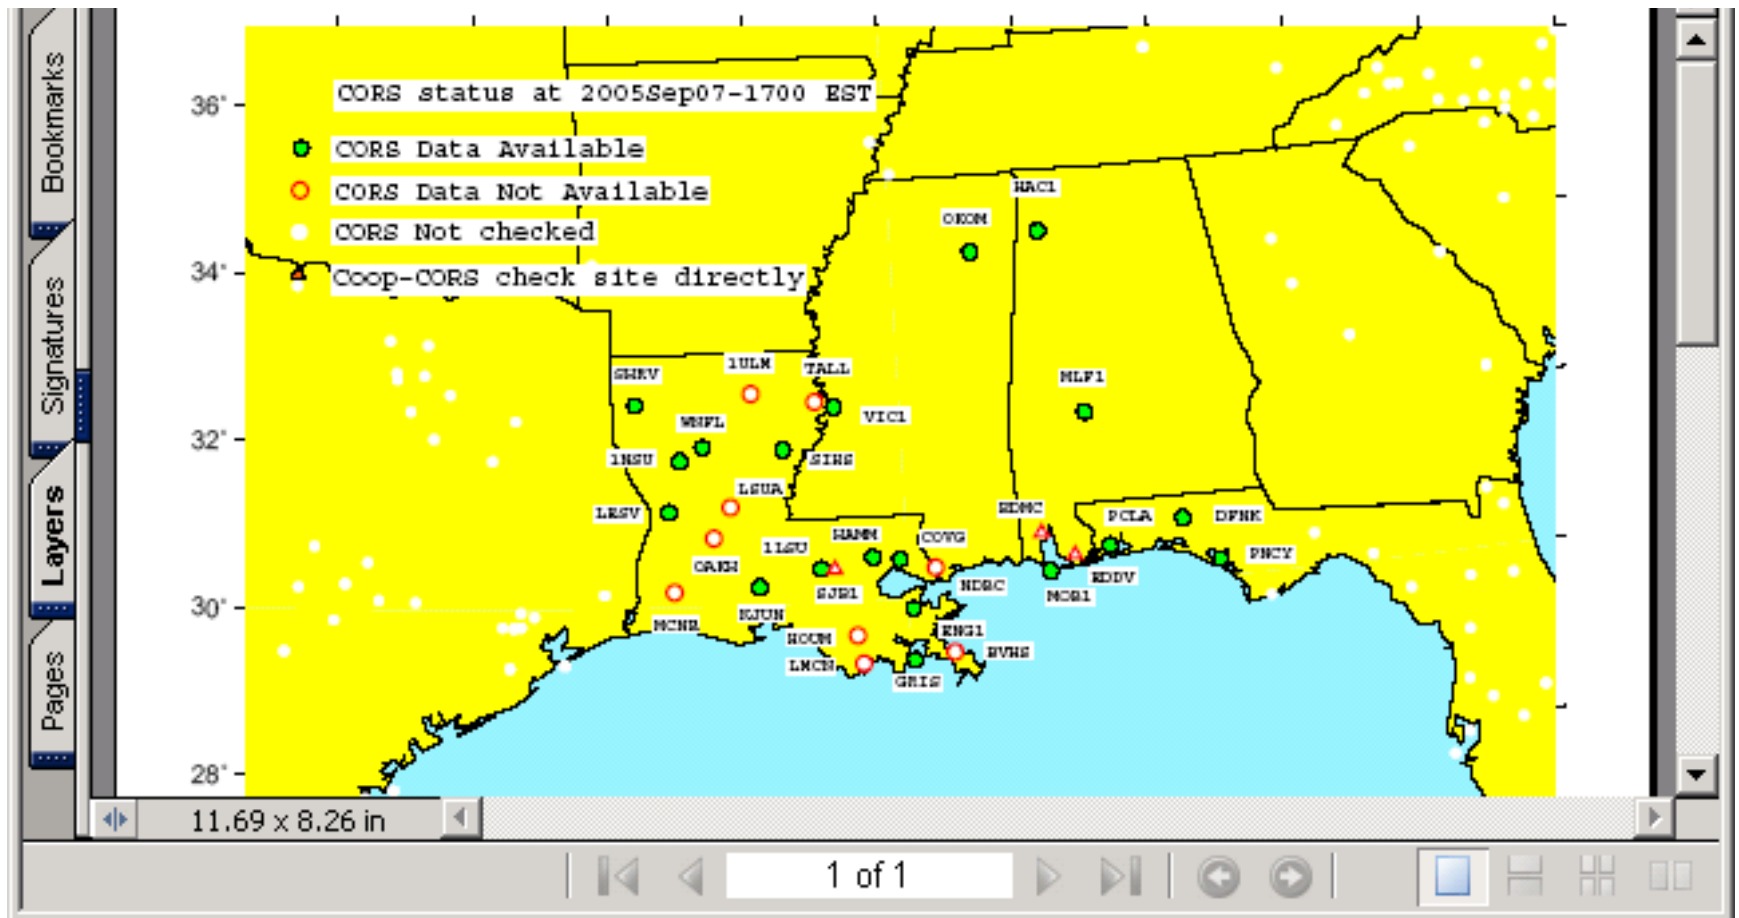 Bookmarks
Signatures
Layers
Pages
36°
34°
32°
30°
28°
CORS status at 2005Sep07-1700 EST
CORS Data Available
CORS Data Not Available
CORS Not checked
Coop-CORS check site directly
HAC1
OKOM
1ULM
TALL
SHRV
MLF1
WNFL
VIC1
1NSU
SIHS
LSUA
LESV
HAMM
COVG
PCLA
DFNK
1LSU
PNCY
OAKH
NDBC
SJB1
MOB1
KJUN
MCNE
ENG1
HOUM
BVHS
LMCN
GRIS
11.69 x 8.26 in
1 of 1